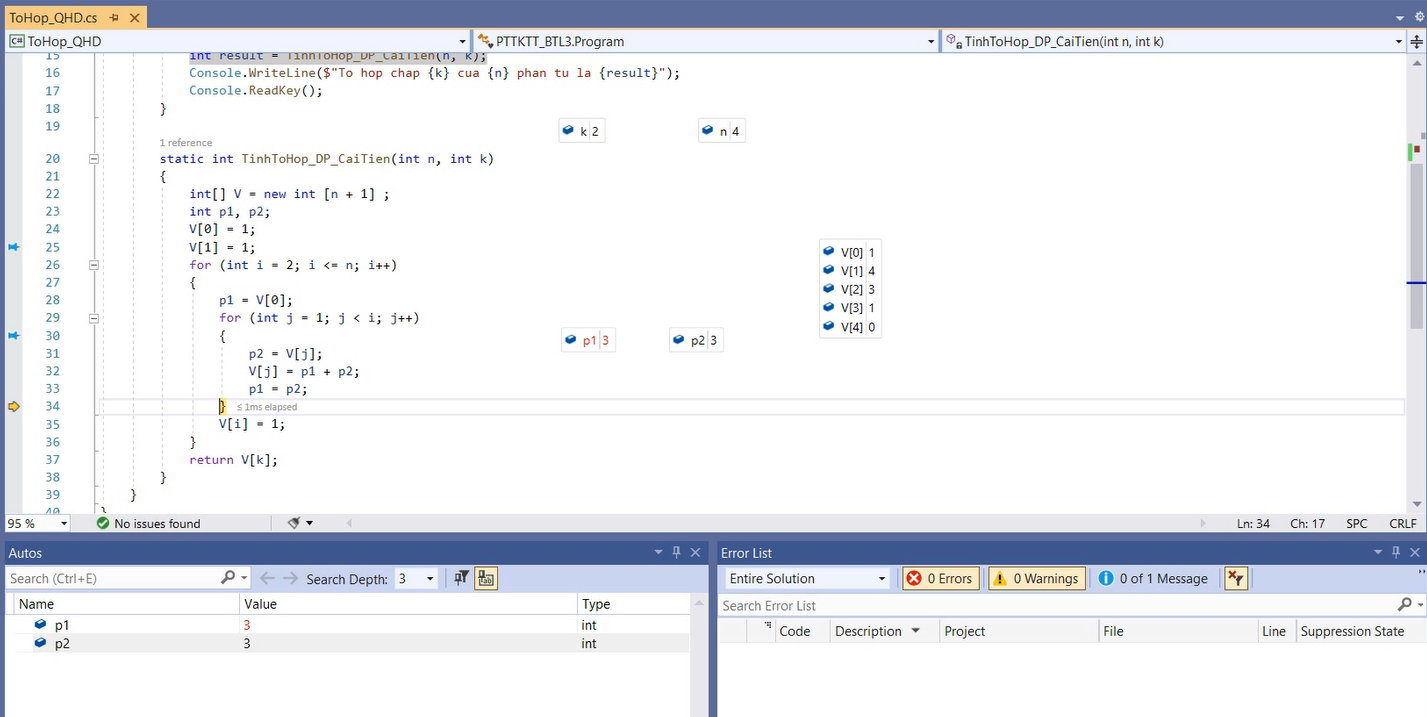 ToHop_QHD.cs
C# ToHop_QHD PTTKTT_BTL3.Program TinhToHop_DP_CaiTien(int n, int k)
15 int result = TinhToHop_DP_CaiTien(n, k);
16 Console.WriteLine($"To hop chap {k} cua {n} phan tu la {result}");
17 Console.ReadKey();
18 }
19 k 2 n 4
1 reference
20 static int TinhToHop_DP_CaiTien(int n, int k)
21 {
22 int[] V = new int [n + 1] ;
23 int p1, p2;
24 V[0] = 1;
25 V[1] = 1; V[0] 1
26 for (int i = 2; i <= n; i++) V[1] 4
27 { V[2] 3
28 p1 = V[0]; V[3] 1
29 for (int j = 1; j < i; j++) V[4] 0
30 { p1 3 p2 3
31 p2 = V[j];
32 V[j] = p1 + p2;
33 p1 = p2;
34 } ≤ 1ms elapsed
35 V[i] = 1;
36 }
37 return V[k];
38 }
39 }
40 }
95 % No issues found Ln: 34 Ch: 17 SPC CRLF
Autos
Search (Ctrl+E) Search Depth: 3
Name Value Type
p1 3 int
p2 3 int
Error List
Entire Solution 0 Errors 0 Warnings 0 of 1 Message
Search Error List
Code Description Project File Line Suppression State